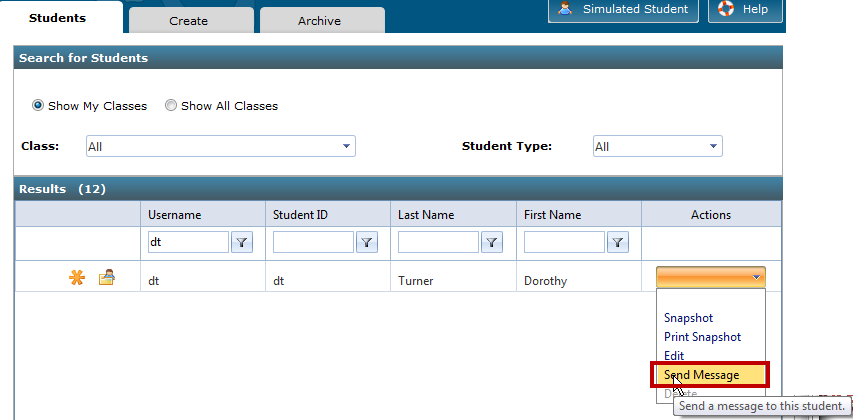 Students Create Archive Simulated Student Help
Search for Students
Show My Classes Show All Classes
Class: All Student Type: All
Results (12)
Username Student ID Last Name First Name Actions
dt
dt dt Turner Dorothy
Snapshot
Print Snapshot
Edit
Send Message
Delete
Send a message to this student.